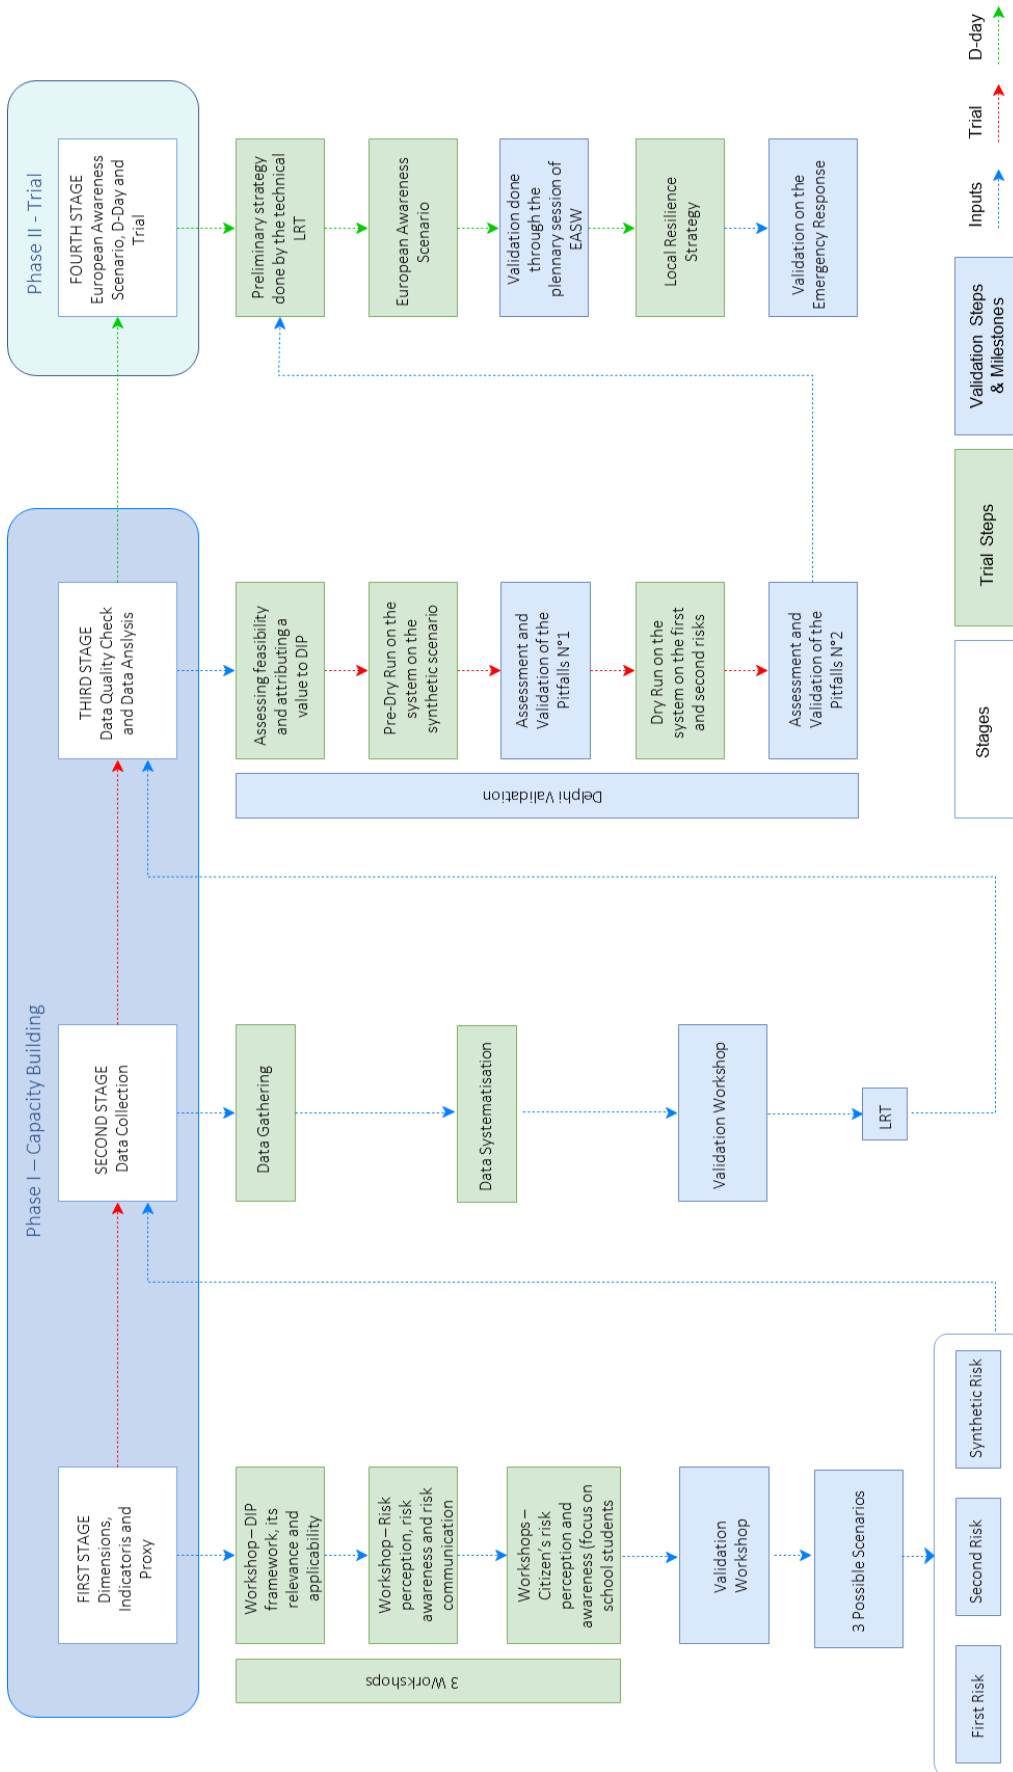 Phase I – Capacity Building
Phase II - Trial
FIRST STAGE
Dimensions,
Indicatoris and
Proxy
SECOND STAGE
Data Collection
THIRD STAGE
Data Quality Check
and Data Anslysis
FOURTH STAGE
European Awareness
Scenario, D-Day and
Trial
3 Workshops
Workshop – DIP
framework, its
relevance and
applicability
Workshop – Risk
perception, risk
awareness and risk
communication
Workshops –
Citizen's risk
perception and
awareness (focus on
school students
Validation
Workshop
3 Possible Scenarios
First Risk
Second Risk
Synthetic Risk
Data Gathering
Data Systematisation
Validation Workshop
LRT
Delphi Validation
Assessing feasibility
and attributing a
value to DIP
Pre-Dry Run on the
system on the
synthetic scenario
Assessment and
Validation of the
Pitfalls N°1
Dry Run on the
system on the first
and second risks
Assessment and
Validation of the
Pitfalls N°2
Preliminary strategy
done by the technical
LRT
European Awareness
Scenario
Validation done
through the
plennary session of
EASW
Local Resilience
Strategy
Validation on the
Emergency Response
Stages
Trial Steps
Validation Steps
& Milestones
Inputs
Trial
D-day